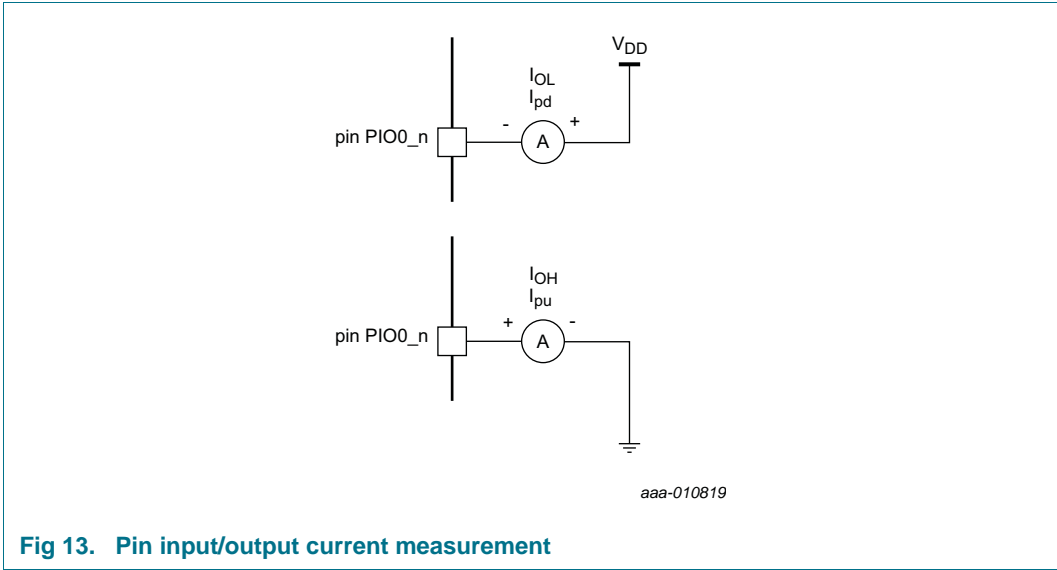 VDD
IOL
Ipd
- +
pin PIO0_n
A
IOH
Ipu
+ -
pin PIO0_n
A
aaa-010819
Fig 13. Pin input/output current measurement